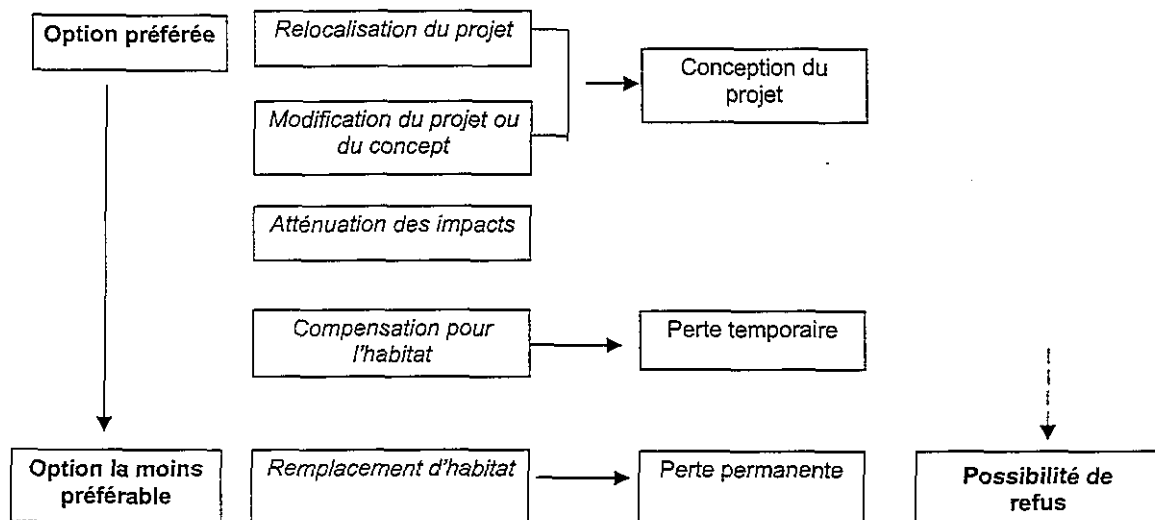 Option préférée
Relocalisation du projet
Conception du
projet
Modification du projet ou
du concept
Atténuation des impacts
Compensation pour
l'habitat
Perte temporaire
Option la moins
préférable
Remplacement d'habitat
Perte permanente
Possibilité de
refus